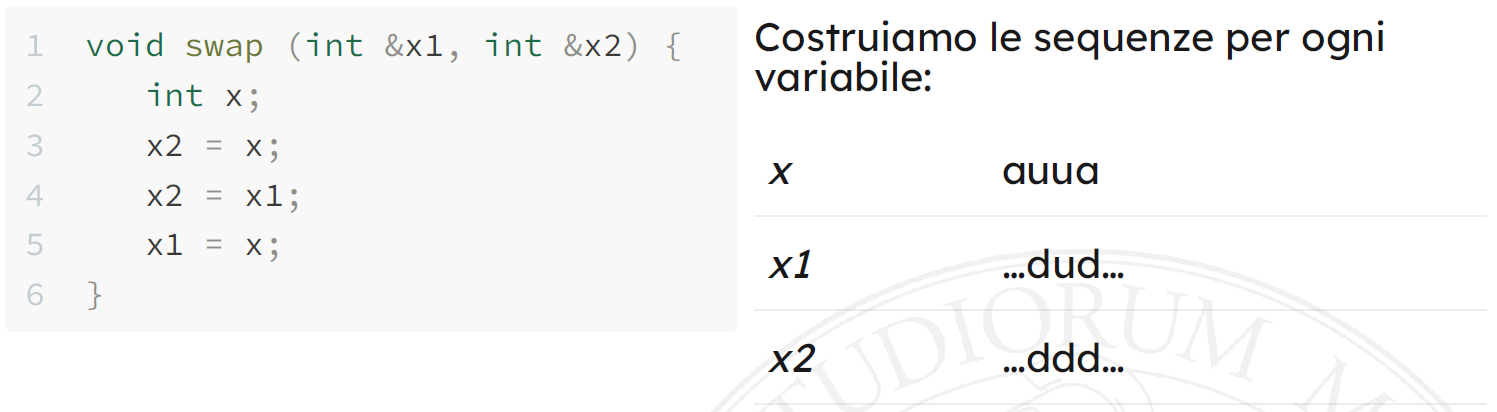 1 void swap (int &x1, int &x2) {
2 int x;
3 x2 = x;
4 x2 = x1;
5 x1 = x;
6 }
Costruiamo le sequenze per ogni
variabile:
x auua
x1 ...dud...
x2 ...ddd...
TUDIORUM M